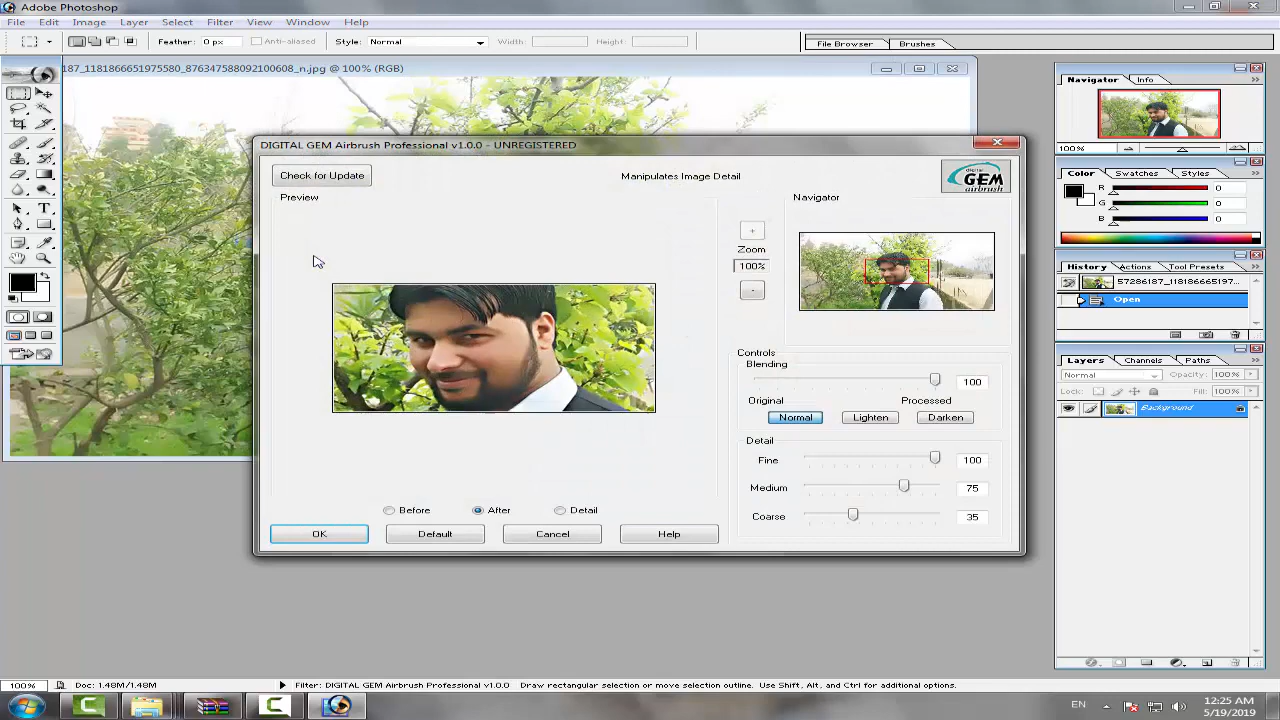 Adobe Photoshop
File Edit Image Layer Select Filter View Window Help
Feather: 0 px Anti-aliased Style: Normal Width: Height: File Browser Brushes
187_1181866651975580_876347588092100608_n.jpg @ 100% (RGB)
Navigator Info
100%
Color Swatches Styles
R 0
G 0
B 0
History Actions Tool Presets
57286187_118186665197...
Open
Layers Channels Paths
Normal Opacity: 100%
Lock: Fill: 100%
Background
DIGITAL GEM Airbrush Professional v1.0.0 - UNREGISTERED
Check for Update
Manipulates Image Detail
digital GEM airbrush
Preview
Navigator
+
Zoom
100%
-
Controls
Blending
100
Original Processed
Normal Lighten Darken
Detail
Fine 100
Medium 75
Coarse 35
Before After Detail
OK Default Cancel Help
100% Doc: 1.48M/1.48M Filter: DIGITAL GEM Airbrush Professional v1.0.0 Draw rectangular selection or move selection outline. Use Shift, Alt, and Ctrl for additional options.
EN
12:25 AM
5/19/2019